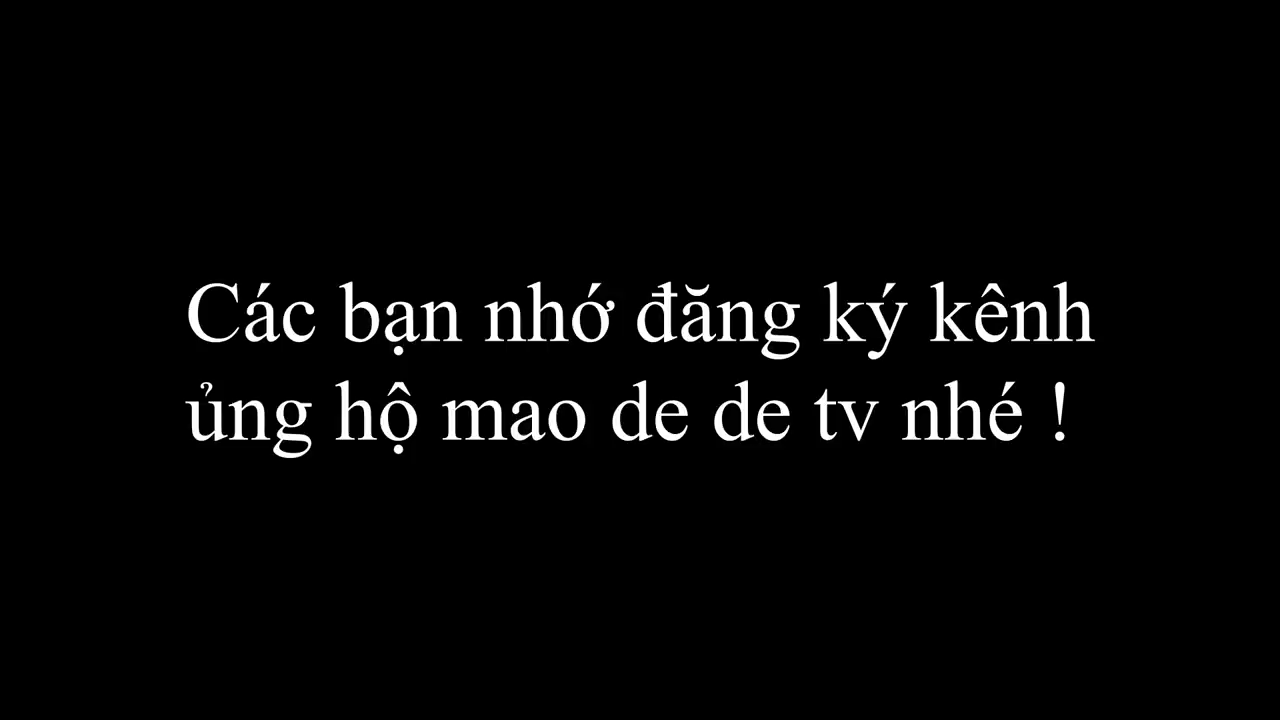 Các bạn nhớ đăng ký kênh
ủng hộ mao de de tv nhé !